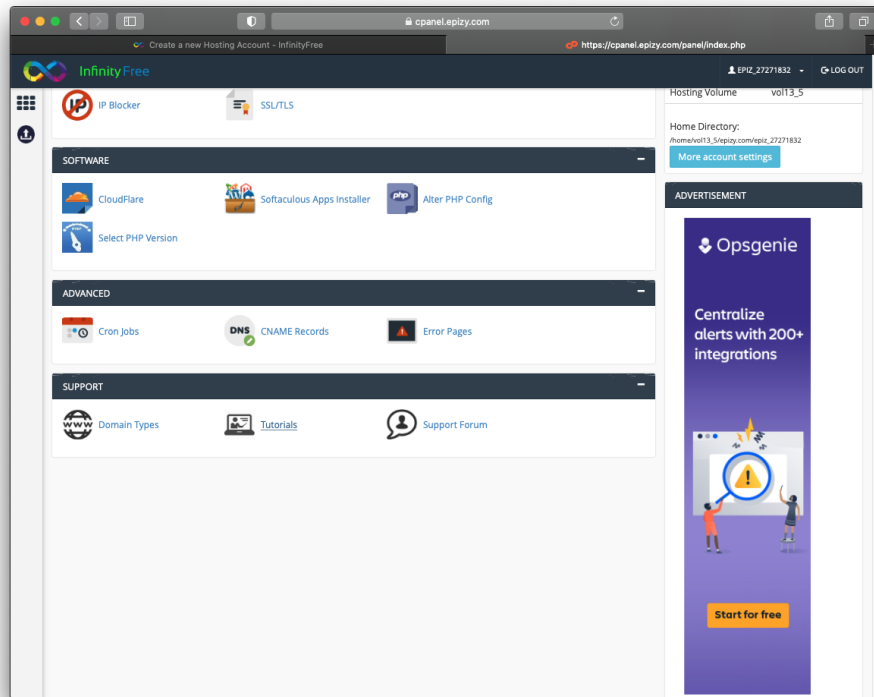 cpanel.epizy.com
Create a new Hosting Account - InfinityFree
https://cpanel.epizy.com/panel/index.php
InfinityFree
EPIZ_27271832
LOG OUT
IP Blocker
SSL/TLS
Hosting Volume vol13_5
Home Directory:
/home/vol13_5/epizy.com/epiz_27271832
More account settings
SOFTWARE
CloudFlare
Softaculous Apps Installer
php
Alter PHP Config
Select PHP Version
ADVANCED
Cron Jobs
DNS
CNAME Records
Error Pages
SUPPORT
www
Domain Types
Tutorials
Support Forum
ADVERTISEMENT
Opsgenie
Centralize
alerts with 200+
integrations
Start for free